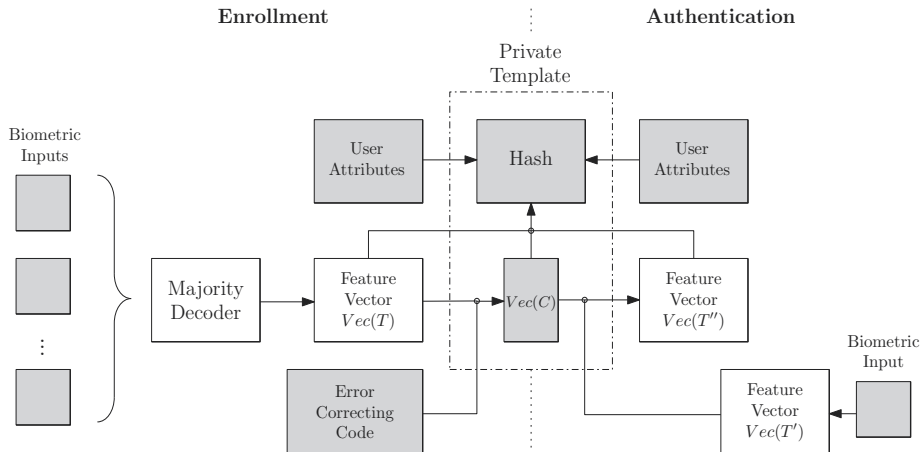 Enrollment
Authentication
Private
Template
Biometric
Inputs
User
Attributes
Hash
User
Attributes
Majority
Decoder
Feature
Vector
Vec(T)
Vec(C)
Feature
Vector
Vec(T'')
Error
Correcting
Code
Feature
Vector
Vec(T')
Biometric
Input